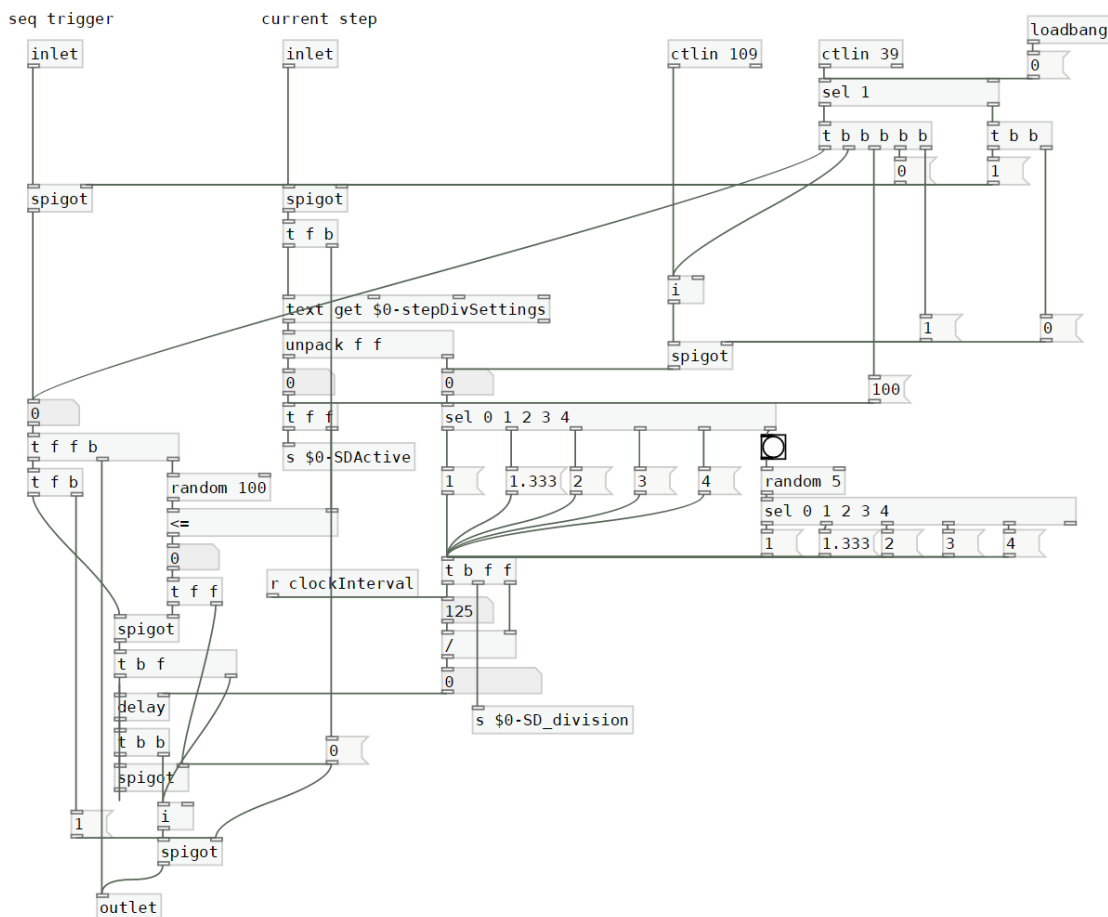 seq trigger
current step
loadbang
inlet
inlet
ctlin 109
ctlin 39
0
sel 1
t b b b b b
t b b
0
1
spigot
spigot
t f b
i
text get $0-stepDivSettings
1
0
unpack f f
spigot
0
0
100
0
t f f
sel 0 1 2 3 4
t f f b
s $0-SDActive
t f b
random 100
1
1.333
2
3
4
random 5
<=
sel 0 1 2 3 4
0
1
1.333
2
3
4
t f f
r clockInterval
t b f f
125
spigot
/
t b f
0
delay
s $0-SD_division
t b b
0
spigot
i
1
spigot
outlet